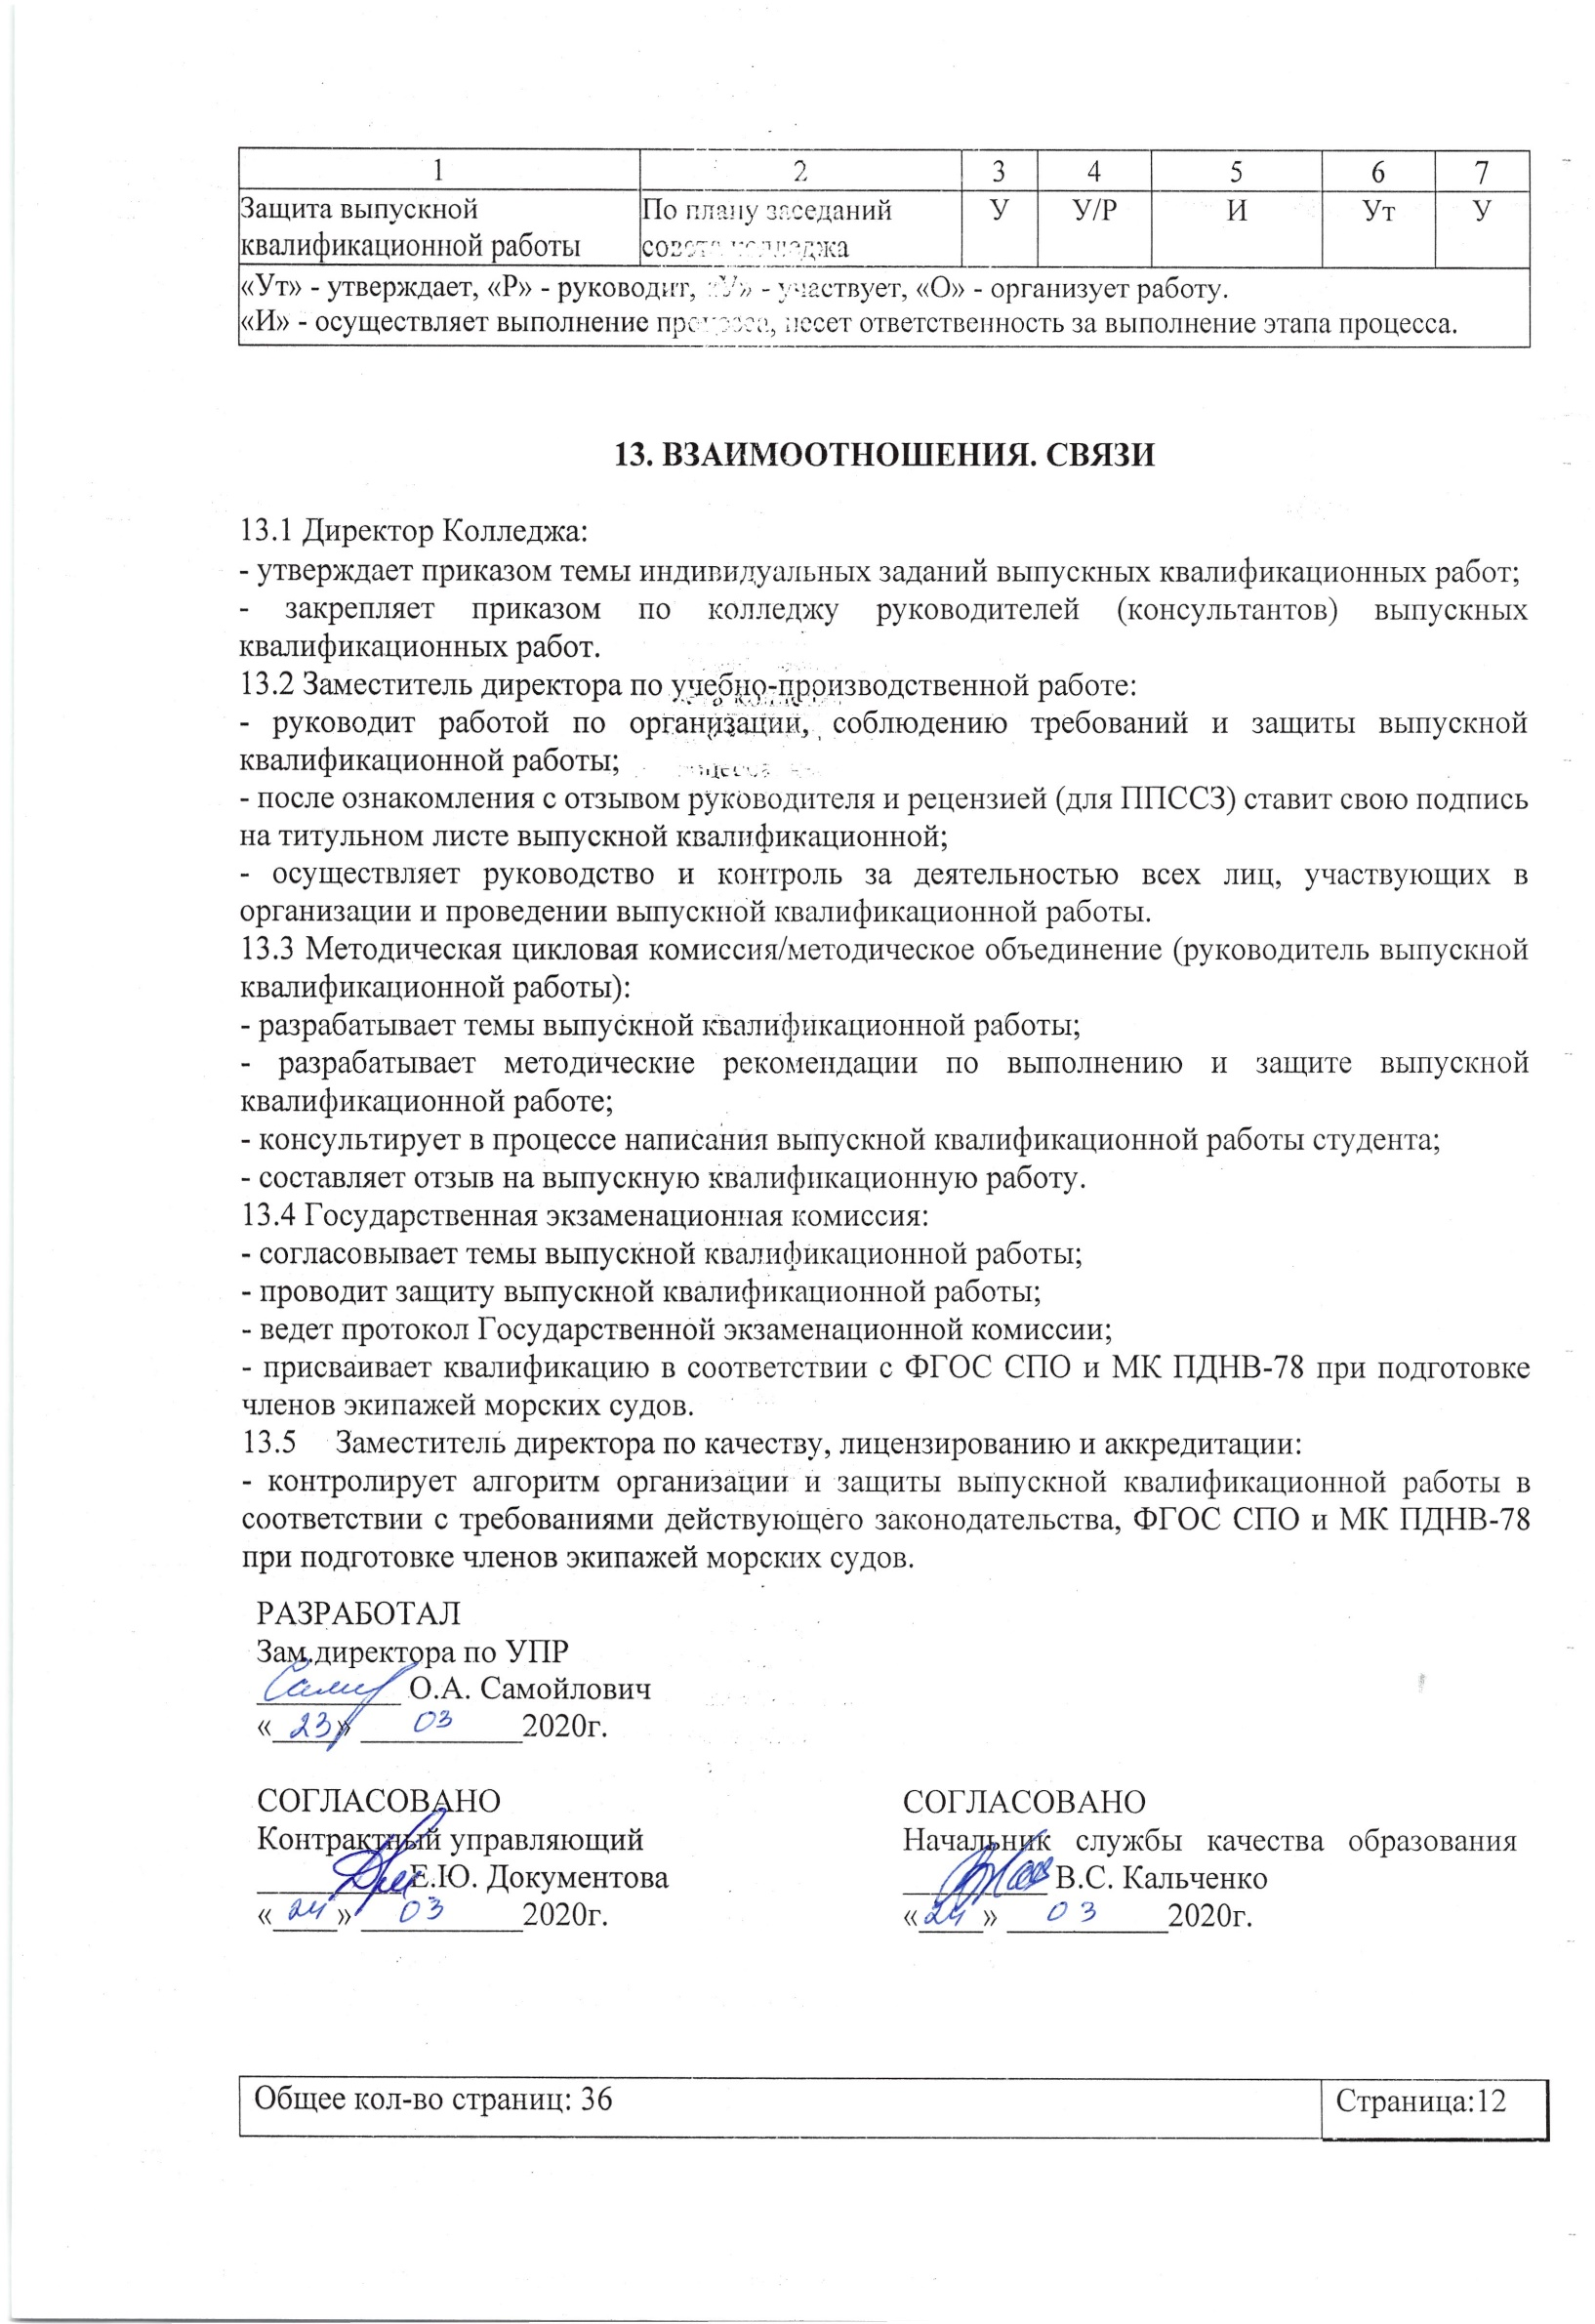 1 2 3 4 5 6 7
Защита выпускной По плану заседаний У У/Р И Ут У
квалификационной работы совета колледжа
«Ут» - утверждает, «Р» - руководит, «У» - участвует, «О» - организует работу.
«И» - осуществляет выполнение процесса, несет ответственность за выполнение этапа процесса.
13. ВЗАИМООТНОШЕНИЯ. СВЯЗИ
13.1 Директор Колледжа:
- утверждает приказом темы индивидуальных заданий выпускных квалификационных работ;
- закрепляет приказом по колледжу руководителей (консультантов) выпускных
квалификационных работ.
13.2 Заместитель директора по учебно-производственной работе:
- руководит работой по организации, соблюдению требований и защиты выпускной
квалификационной работы;
- после ознакомления с отзывом руководителя и рецензией (для ППССЗ) ставит свою подпись
на титульном листе выпускной квалификационной;
- осуществляет руководство и контроль за деятельностью всех лиц, участвующих в
организации и проведении выпускной квалификационной работы.
13.3 Методическая цикловая комиссия/методическое объединение (руководитель выпускной
квалификационной работы):
- разрабатывает темы выпускной квалификационной работы;
- разрабатывает методические рекомендации по выполнению и защите выпускной
квалификационной работе;
- консультирует в процессе написания выпускной квалификационной работы студента;
- составляет отзыв на выпускную квалификационную работу.
13.4 Государственная экзаменационная комиссия:
- согласовывает темы выпускной квалификационной работы;
- проводит защиту выпускной квалификационной работы;
- ведет протокол Государственной экзаменационной комиссии;
- присваивает квалификацию в соответствии с ФГОС СПО и МК ПДНВ-78 при подготовке
членов экипажей морских судов.
13.5 Заместитель директора по качеству, лицензированию и аккредитации:
- контролирует алгоритм организации и защиты выпускной квалификационной работы в
соответствии с требованиями действующего законодательства, ФГОС СПО и МК ПДНВ-78
при подготовке членов экипажей морских судов.
РАЗРАБОТАЛ
Зам.директора по УПР
О.А. Самойлович
«23» 03 2020г.
СОГЛАСОВАНО СОГЛАСОВАНО
Контрактный управляющий Начальник службы качества образования
Е.Ю. Документова В.С. Кальченко
«24» 03 2020г. «24» 03 2020г.
Общее кол-во страниц: 36 Страница:12